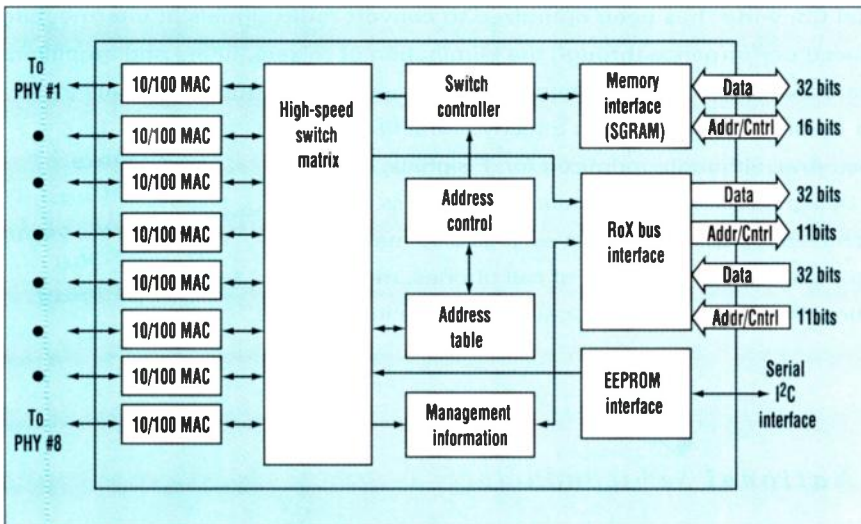 To
PHY #1
10/100 MAC
10/100 MAC
10/100 MAC
10/100 MAC
10/100 MAC
10/100 MAC
10/100 MAC
10/100 MAC
To
PHY #8
High-speed
switch
matrix
Switch
controller
Address
control
Address
table
Management
information
Memory
interface
(SGRAM)
RoX bus
interface
EEPROM
interface
Data
32 bits
Addr/Cntrl
16 bits
Data
32 bits
Addr/Cntrl
11bits
Data
32 bits
Addr/Cntrl
11bits
Serial
I²C
interface